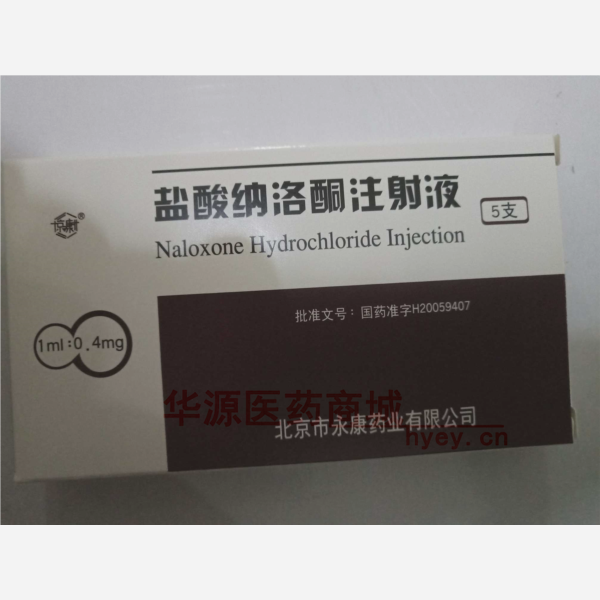 盐酸纳洛酮注射液
5支
Naloxone Hydrochloride Injection
京康®
批准文号：国药准字H20059407
1ml:0.4mg
华源医药商城
北京市永康药业有限公司
hyey.cn